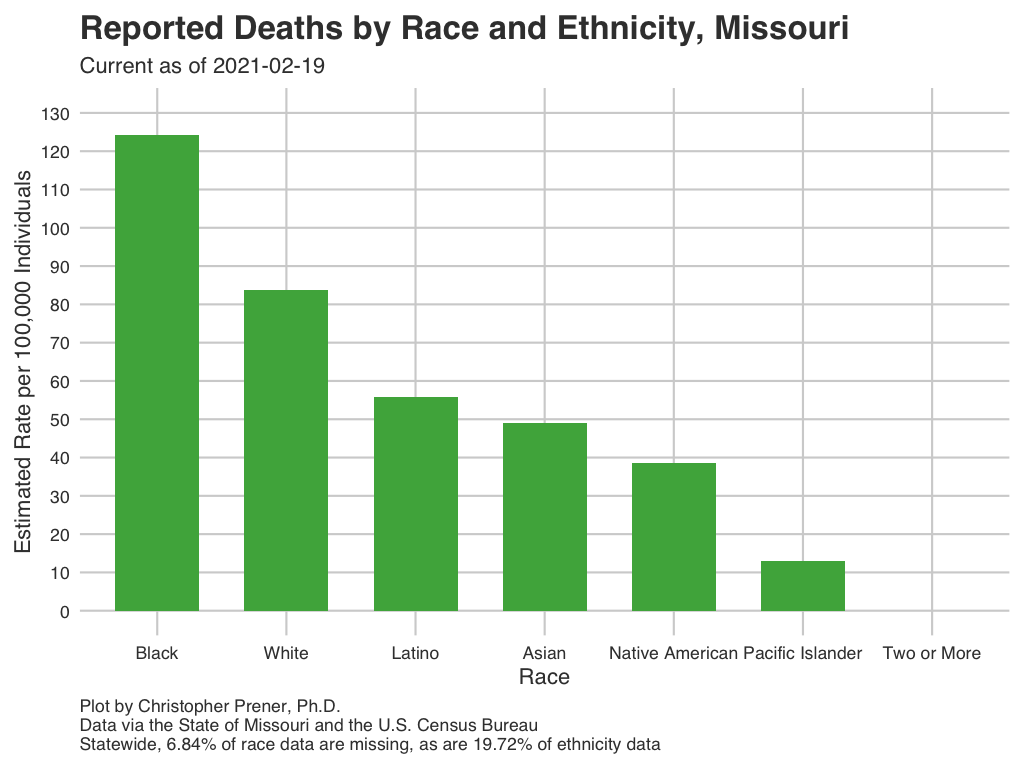 Reported Deaths by Race and Ethnicity, Missouri
Current as of 2021-02-19
Estimated Rate per 100,000 Individuals
130
120
110
100
90
80
70
60
50
40
30
20
10
0
Black White Latino Asian Native American Pacific Islander Two or More
Race
Plot by Christopher Prener, Ph.D.
Data via the State of Missouri and the U.S. Census Bureau
Statewide, 6.84% of race data are missing, as are 19.72% of ethnicity data